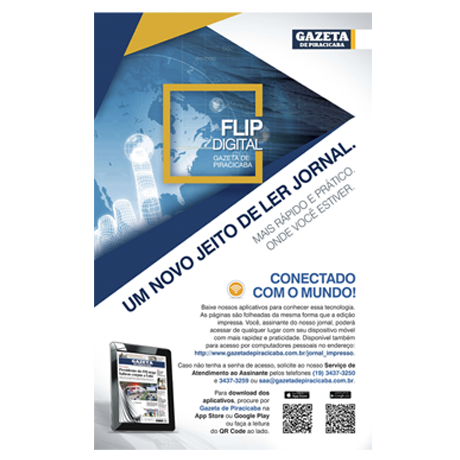 GAZETA
DE PIRACICABA
FLIP
DIGITAL
GAZETA DE
PIRACICABA
UM NOVO JEITO DE LER JORNAL.
MAIS RÁPIDO E PRÁTICO.
ONDE VOCÊ ESTIVER.
CONECTADO
COM O MUNDO!
Baixe nossos aplicativos para conhecer essa tecnologia.
As páginas são folheadas da mesma forma que a edição
impressa. Você, assinante do nosso jornal, poderá
acessar de qualquer lugar com seu dispositivo móvel
com mais rapidez e praticidade. Disponível também
para acesso por computadores pessoais no endereço:
http://www.gazetadepiracicaba.com.br/jornal_impresso.
Caso não tenha a senha de acesso, solicite ao nosso Serviço de
Atendimento ao Assinante pelos telefones (19) 3437-3250
e 3437-3259 ou saa@gazetadepiracicaba.com.br.
Para download dos
aplicativos, procure por
Gazeta de Piracicaba na
App Store ou Google Play
ou faça a leitura
do QR Code ao lado.
GAZETA